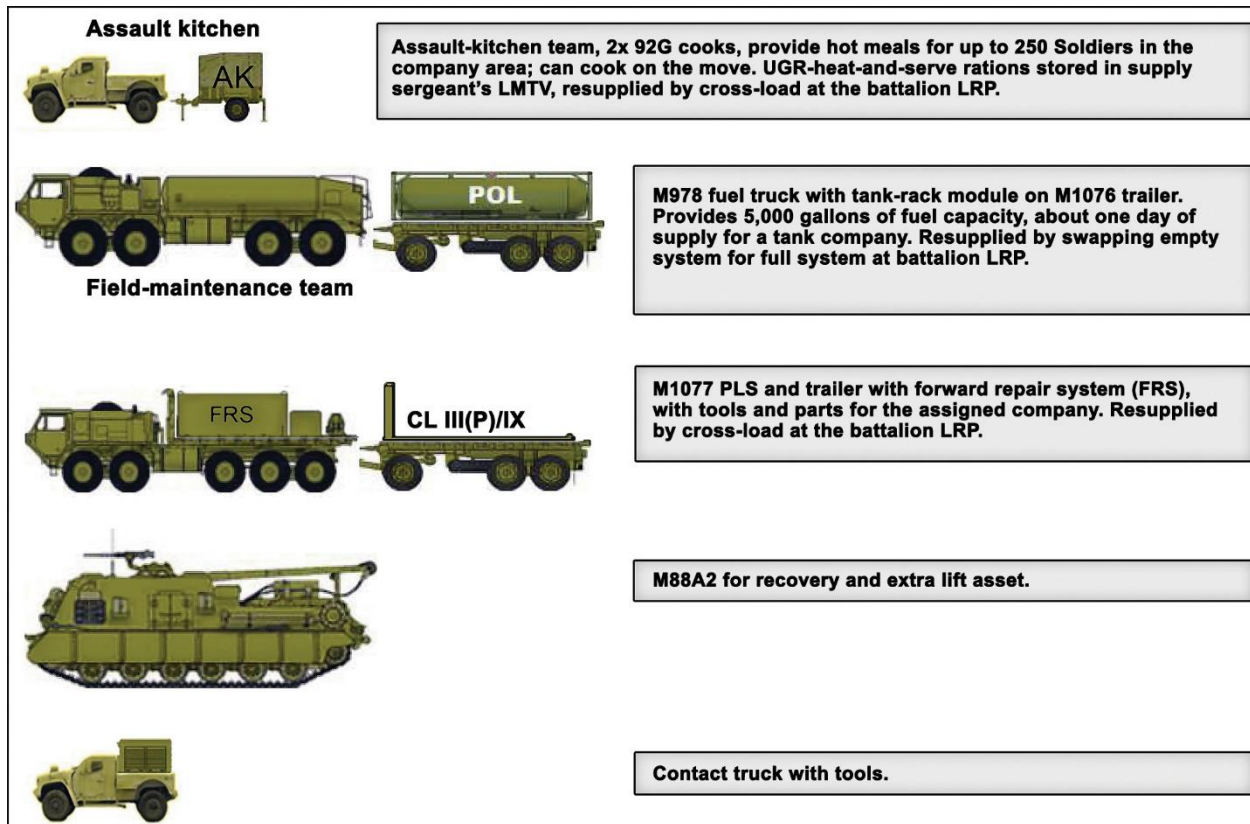 Assault kitchen
AK
Assault-kitchen team, 2x 92G cooks, provide hot meals for up to 250 Soldiers in the
company area; can cook on the move. UGR-heat-and-serve rations stored in supply
sergeant's LMTV, resupplied by cross-load at the battalion LRP.
POL
M978 fuel truck with tank-rack module on M1076 trailer.
Provides 5,000 gallons of fuel capacity, about one day of
supply for a tank company. Resupplied by swapping empty
system for full system at battalion LRP.
Field-maintenance team
FRS
CL III(P)/IX
M1077 PLS and trailer with forward repair system (FRS),
with tools and parts for the assigned company. Resupplied
by cross-load at the battalion LRP.
M88A2 for recovery and extra lift asset.
Contact truck with tools.